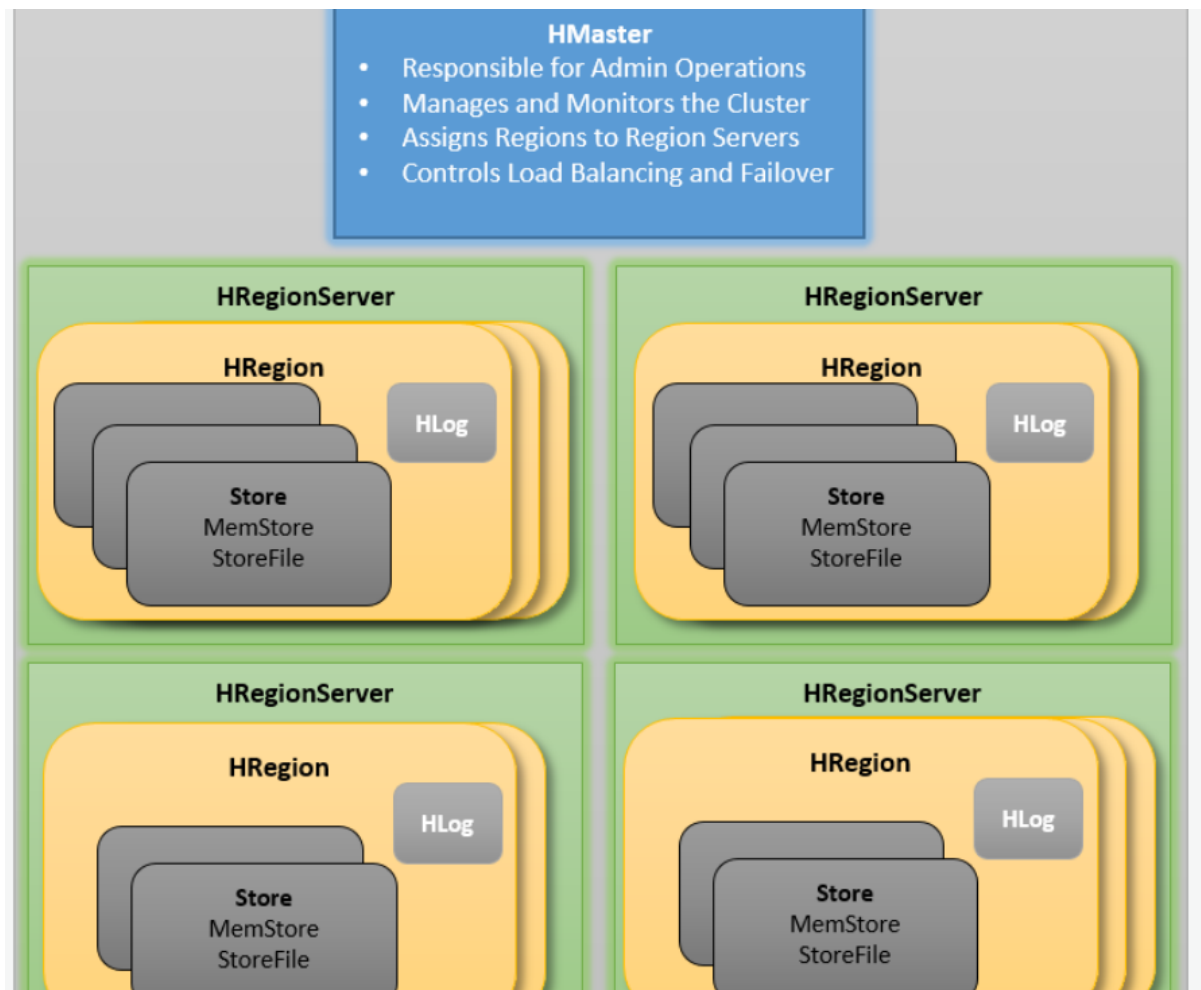 HMaster
• Responsible for Admin Operations
• Manages and Monitors the Cluster
• Assigns Regions to Region Servers
• Controls Load Balancing and Failover
HRegionServer
HRegion
HLog
Store
MemStore
StoreFile
HRegionServer
HRegion
HLog
Store
MemStore
StoreFile
HRegionServer
HRegion
HLog
Store
MemStore
StoreFile
HRegionServer
HRegion
HLog
Store
MemStore
StoreFile